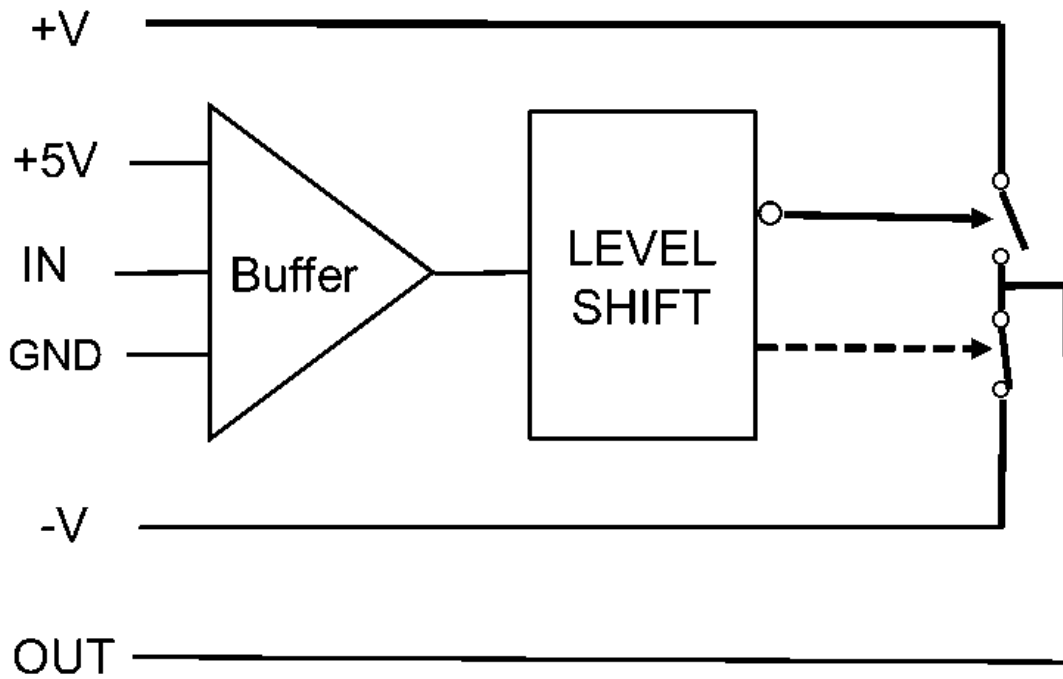 +V
+5V
IN
GND
Buffer
LEVEL
SHIFT
-V
OUT